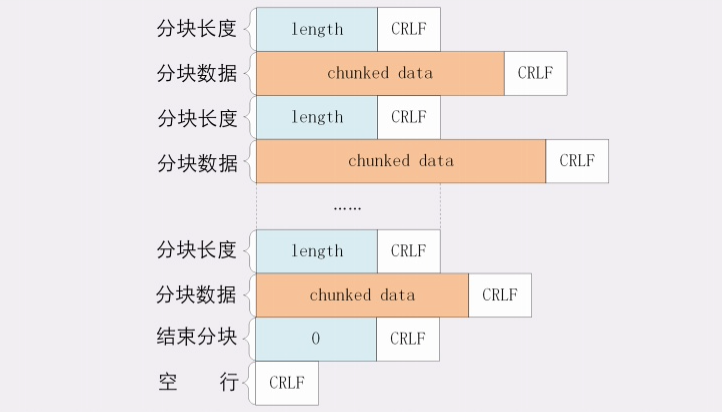 分块长度 length CRLF
分块数据 chunked data CRLF
分块长度 length CRLF
分块数据 chunked data CRLF
......
分块长度 length CRLF
分块数据 chunked data CRLF
结束分块 0 CRLF
空 行 CRLF